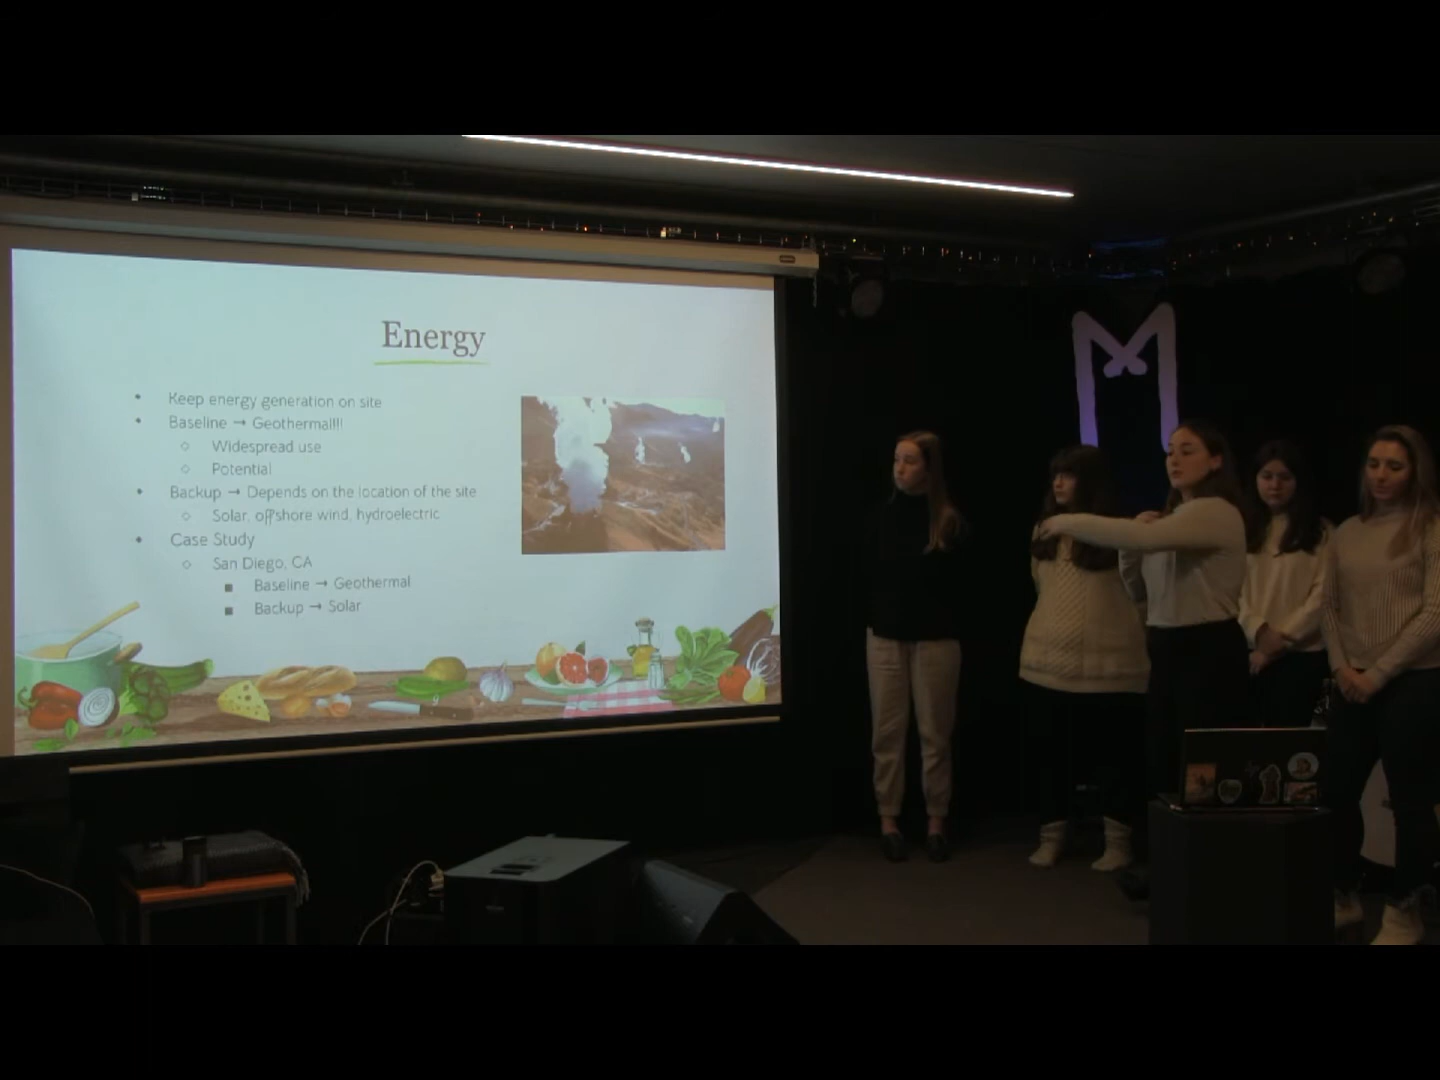 Energy
Keep energy generation on site
Baseline → Geothermal!!!
Widespread use
Potential
Backup → Depends on the location of the site
Solar, offshore wind, hydroelectric
Case Study
San Diego, CA
Baseline → Geothermal
Backup → Solar
M